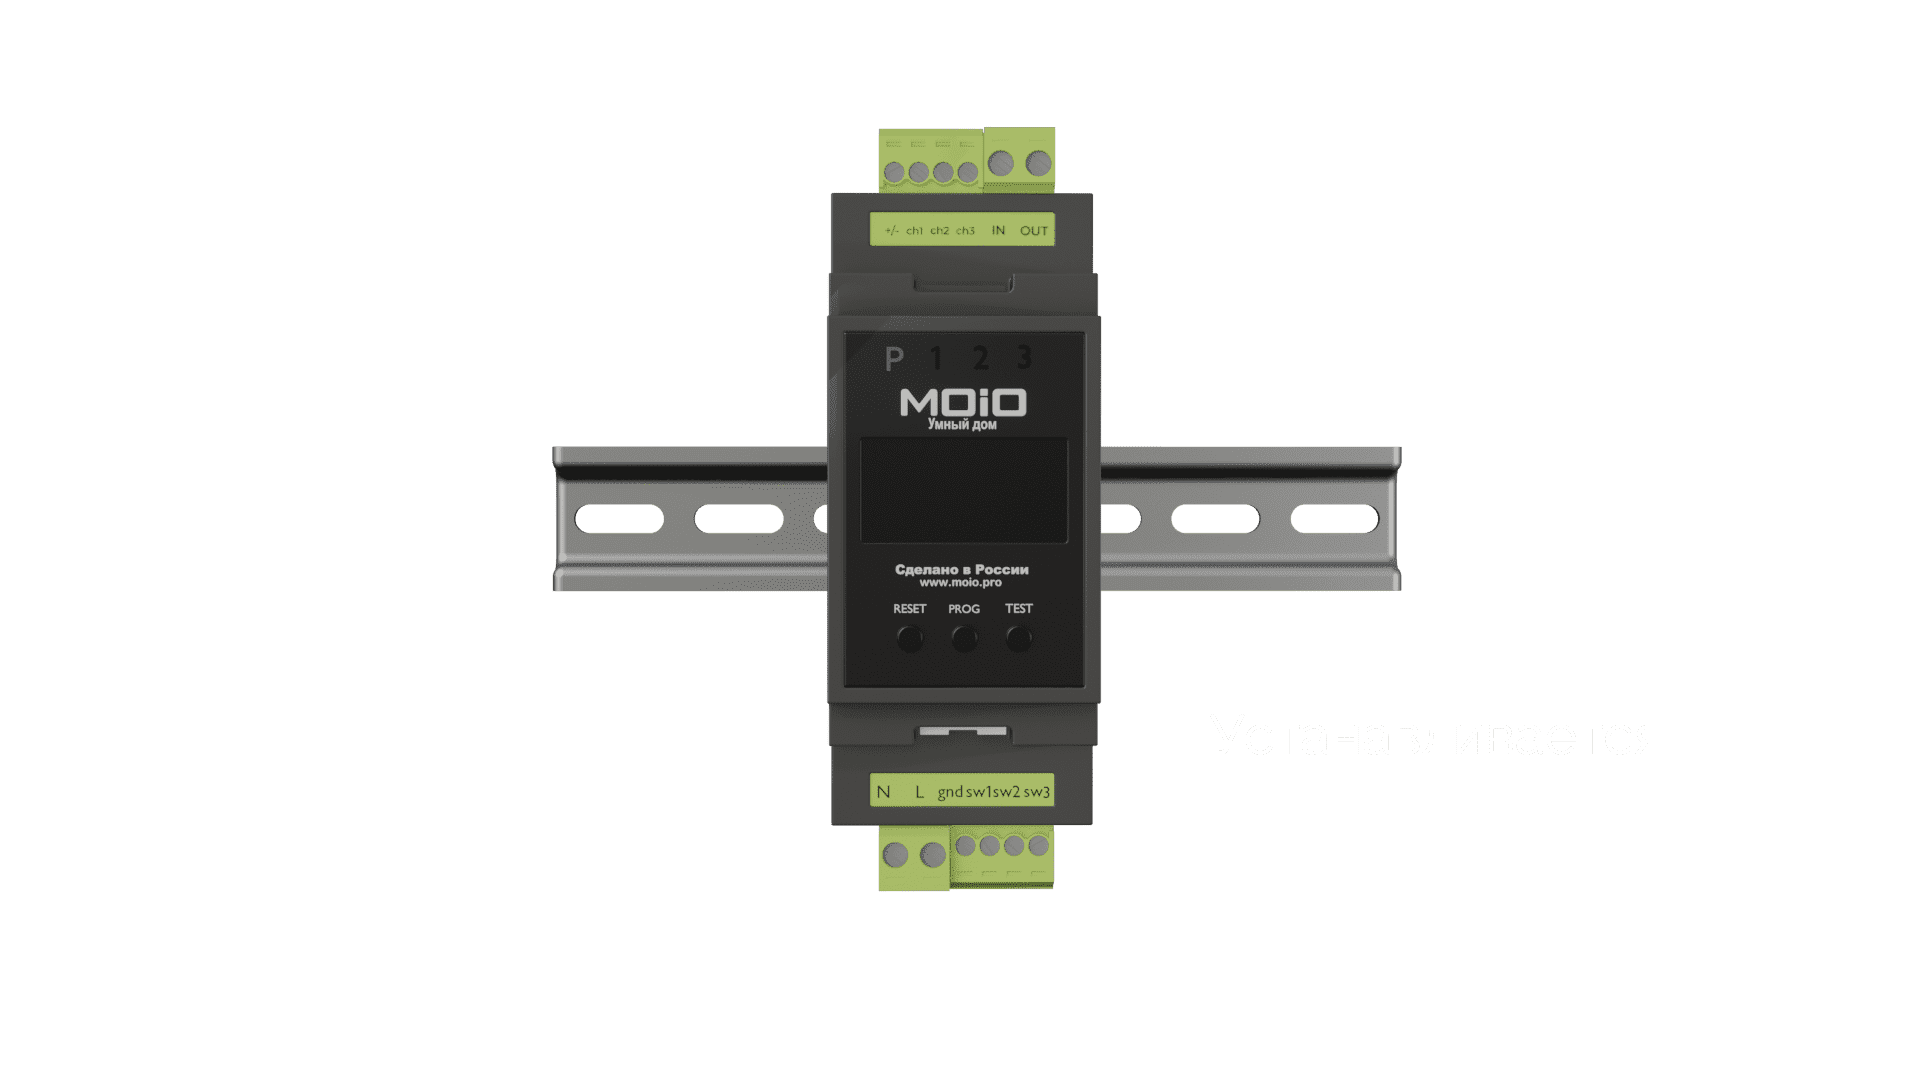 +/- ch1 ch2 ch3 IN OUT
P 1 2 3
MOiO
Умный дом
Сделано в России
www.moio.pro
RESET PROG TEST
Устанавливается
N L gnd sw1 sw2 sw3